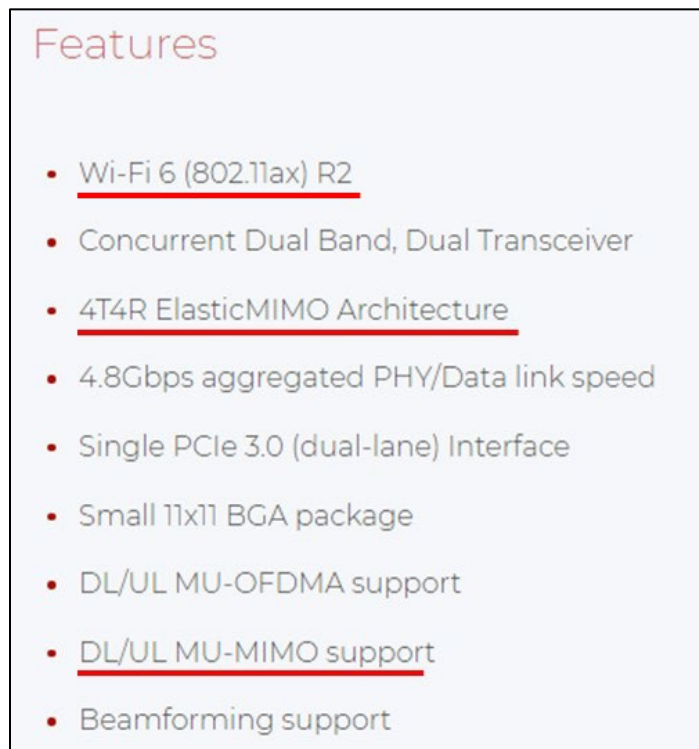 Features
• Wi-Fi 6 (802.11ax) R2
• Concurrent Dual Band, Dual Transceiver
• 4T4R ElasticMIMO Architecture
• 4.8Gbps aggregated PHY/Data link speed
• Single PCIe 3.0 (dual-lane) Interface
• Small 11x11 BGA package
• DL/UL MU-OFDMA support
• DL/UL MU-MIMO support
• Beamforming support